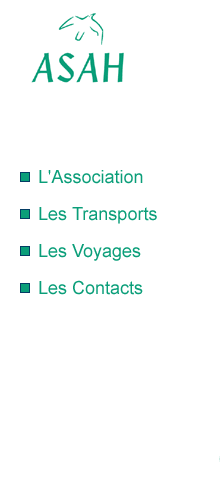 ASAH
L'Association
Les Transports
Les Voyages
Les Contacts